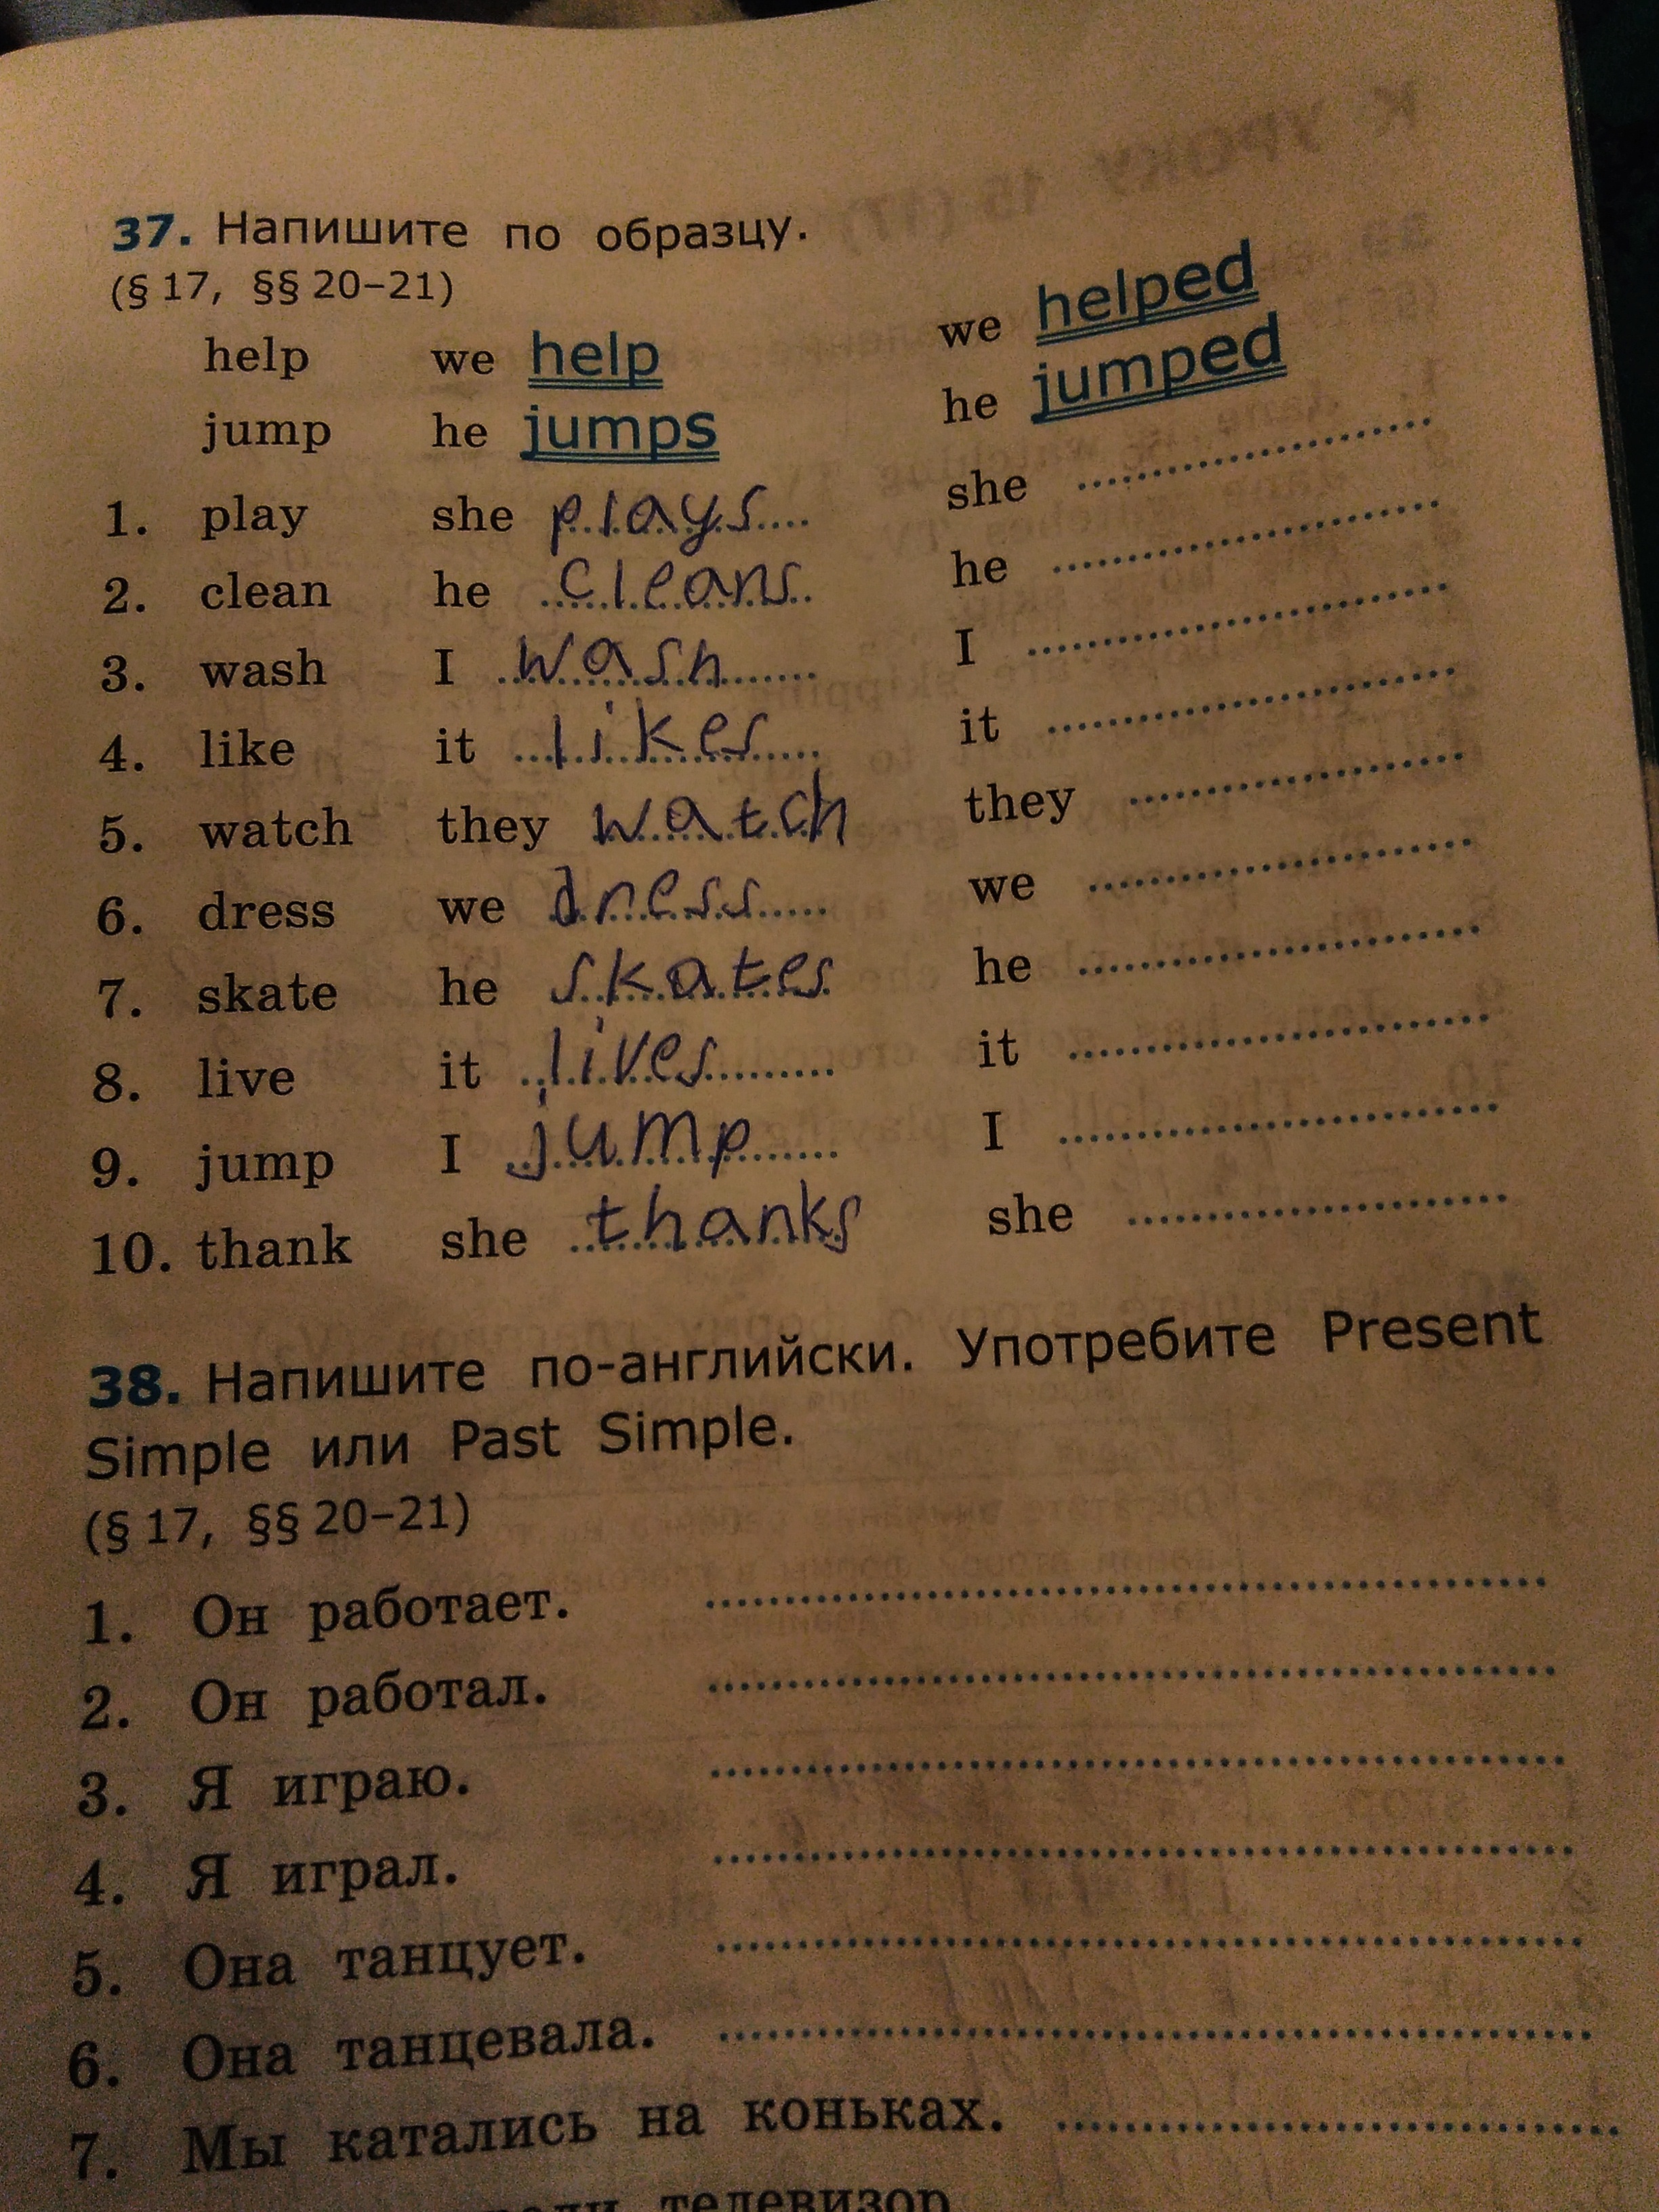 37. Напишите по образцу.
(§ 17, §§ 20–21)
help we help we helped
jump he jumps he jumped
1. play she plays she
2. clean he cleans he
3. wash I wash I
4. like it likes it
5. watch they watch they
6. dress we dress we
7. skate he skates he
8. live it lives it
9. jump I jump I
10. thank she thanks she
38. Напишите по-английски. Употребите Present
Simple или Past Simple.
(§ 17, §§ 20–21)
1. Он работает.
2. Он работал.
3. Я играю.
4. Я играл.
5. Она танцует.
6. Она танцевала.
7. Мы катались на коньках.
телевизор